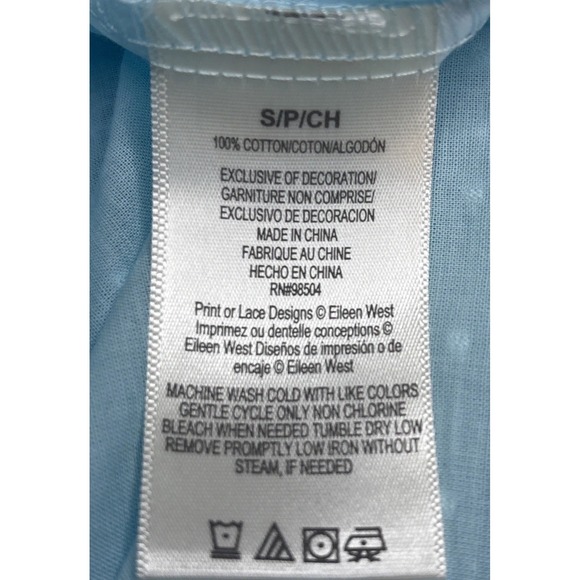 S/P/CH
100% COTTON/COTON/ALGODÓN
EXCLUSIVE OF DECORATION/
GARNITURE NON COMPRISE/
EXCLUSIVO DE DECORACION
MADE IN CHINA
FABRIQUE AU CHINE
HECHO EN CHINA
RN#98504
Print or Lace Designs © Eileen West
Imprimez ou dentelle conceptions ©
Eileen West Diseños de impresión o de
encaje © Eileen West
MACHINE WASH COLD WITH LIKE COLORS
GENTLE CYCLE ONLY NON CHLORINE
BLEACH WHEN NEEDED TUMBLE DRY LOW
REMOVE PROMPTLY LOW IRON WITHOUT
STEAM, IF NEEDED